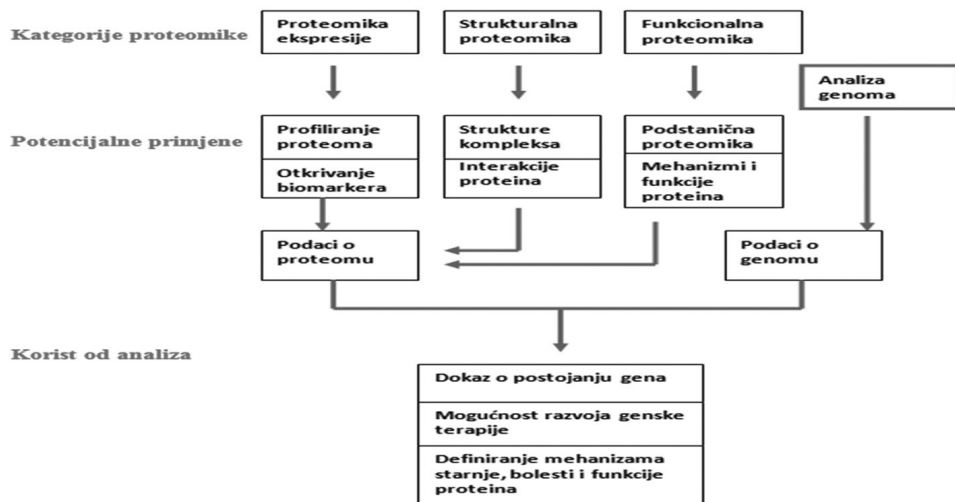 Kategorije proteomike
Proteomika
ekspresije
Strukturalna
proteomika
Funkcionalna
proteomika
Analiza
genoma
Potencijalne primjene
Profiliranje
proteoma
Otkrivanje
biomarkera
Strukture
kompleksa
Interakcije
proteina
Podstanična
proteomika
Mehanizmi i
funkcije
proteina
Podaci o
proteomu
Podaci o
genomu
Korist od analiza
Dokaz o postojanju gena
Mogućnost razvoja genske
terapije
Definiranje mehanizama
starnje, bolesti i funkcije
proteina